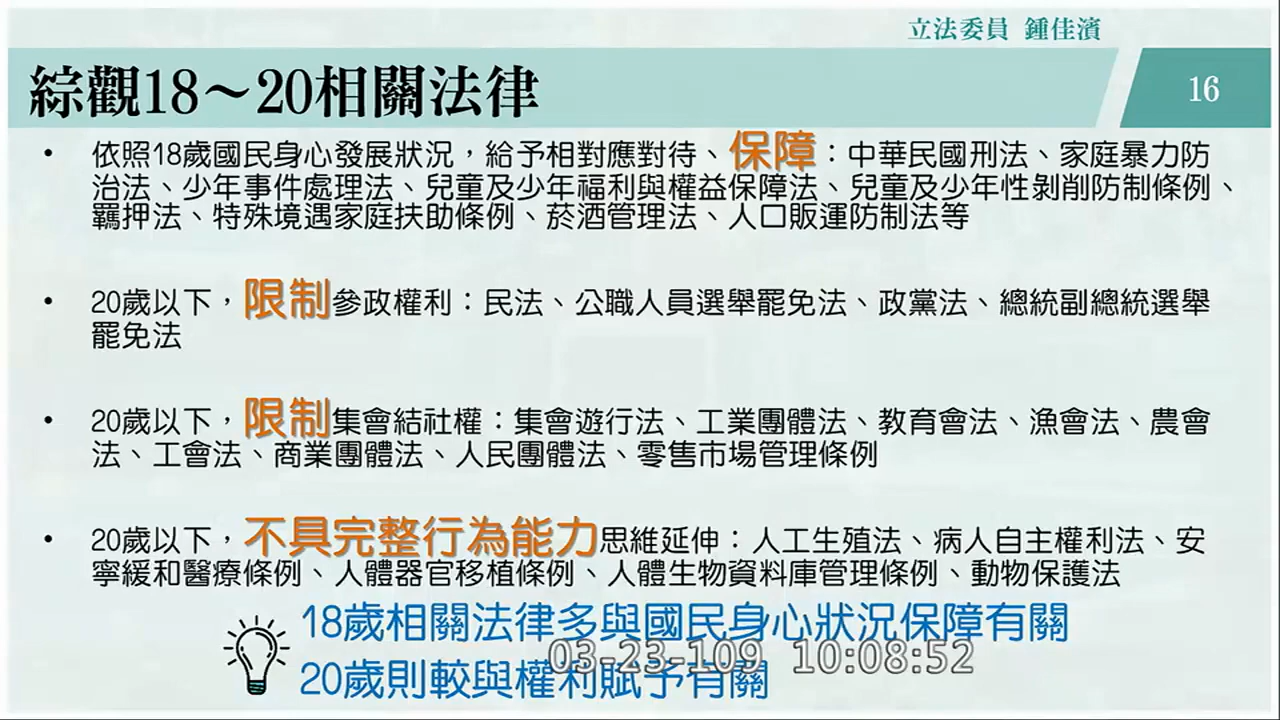 立法委員 鍾佳濱
綜觀18～20相關法律
16
• 依照18歲國民身心發展狀況，給予相對應對待、保障：中華民國刑法、家庭暴力防
治法、少年事件處理法、兒童及少年福利與權益保障法、兒童及少年性剝削防制條例、
羈押法、特殊境遇家庭扶助條例、菸酒管理法、人口販運防制法等
• 20歲以下，限制參政權利：民法、公職人員選舉罷免法、政黨法、總統副總統選舉
罷免法
• 20歲以下，限制集會結社權：集會遊行法、工業團體法、教育會法、漁會法、農會
法、工會法、商業團體法、人民團體法、零售市場管理條例
• 20歲以下，不具完整行為能力思維延伸：人工生殖法、病人自主權利法、安
寧緩和醫療條例、人體器官移植條例、人體生物資料庫管理條例、動物保護法
18歲相關法律多與國民身心狀況保障有關
03-23-109 10:08:52
20歲則較與權利賦予有關